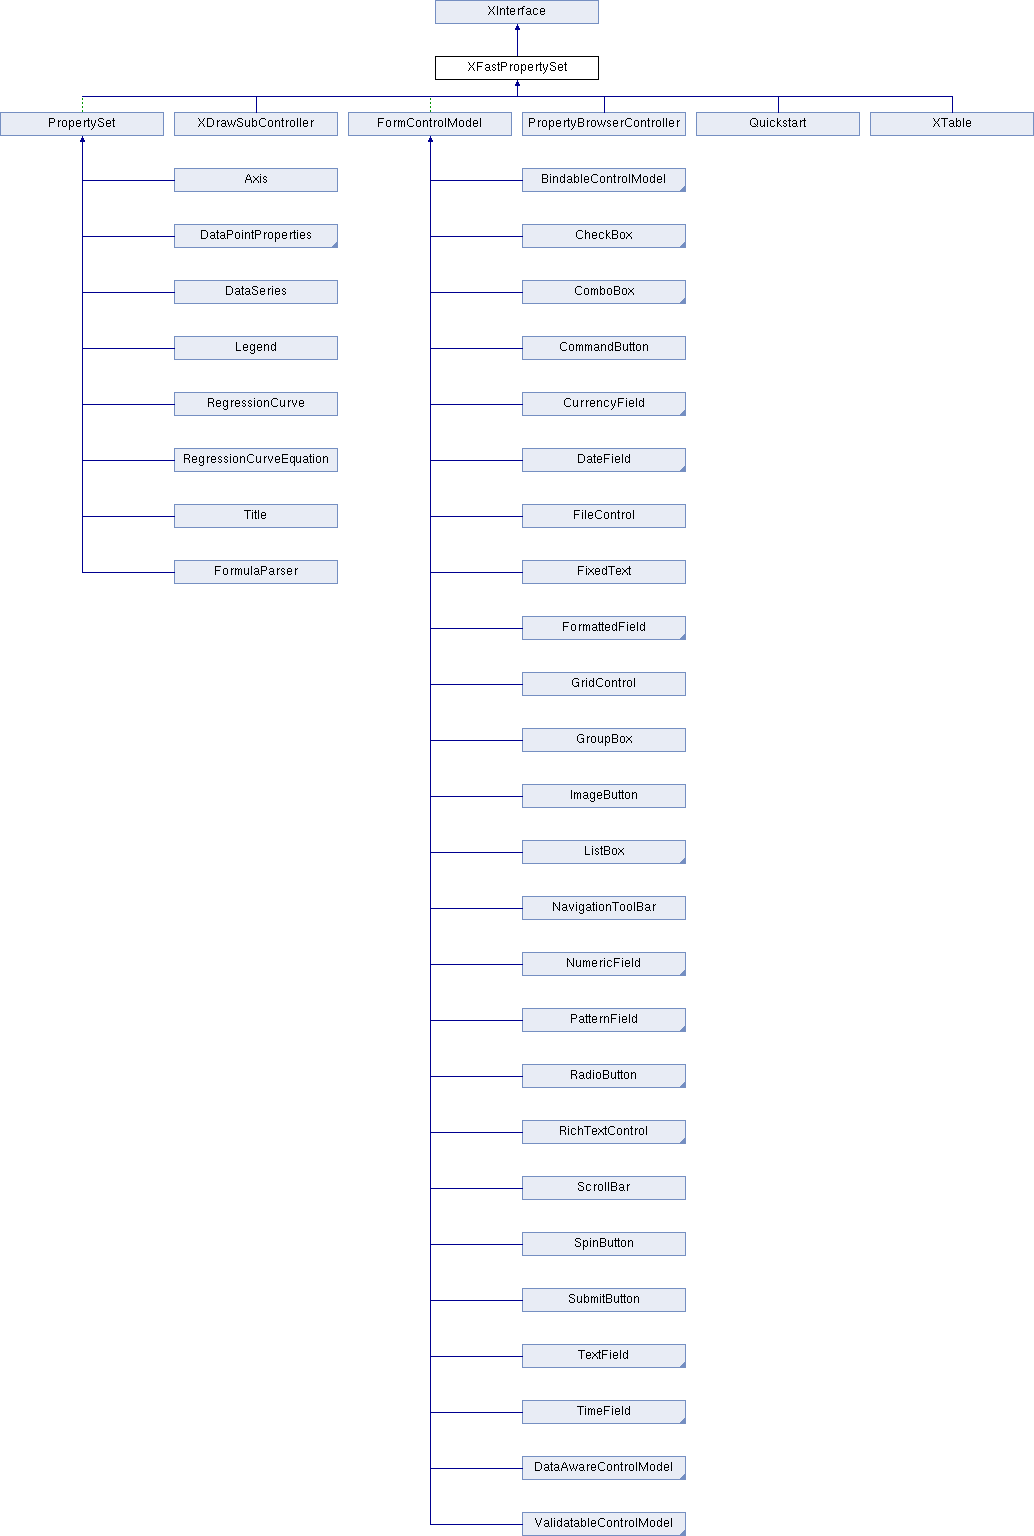 XInterface
XFastPropertySet
PropertySet XDrawSubController FormControlModel PropertyBrowserController Quickstart XTable
Axis BindableControlModel
DataPointProperties CheckBox
DataSeries ComboBox
Legend CommandButton
RegressionCurve CurrencyField
RegressionCurveEquation DateField
Title FileControl
FormulaParser FixedText
FormattedField
GridControl
GroupBox
ImageButton
ListBox
NavigationToolBar
NumericField
PatternField
RadioButton
RichTextControl
ScrollBar
SpinButton
SubmitButton
TextField
TimeField
DataAwareControlModel
ValidatableControlModel